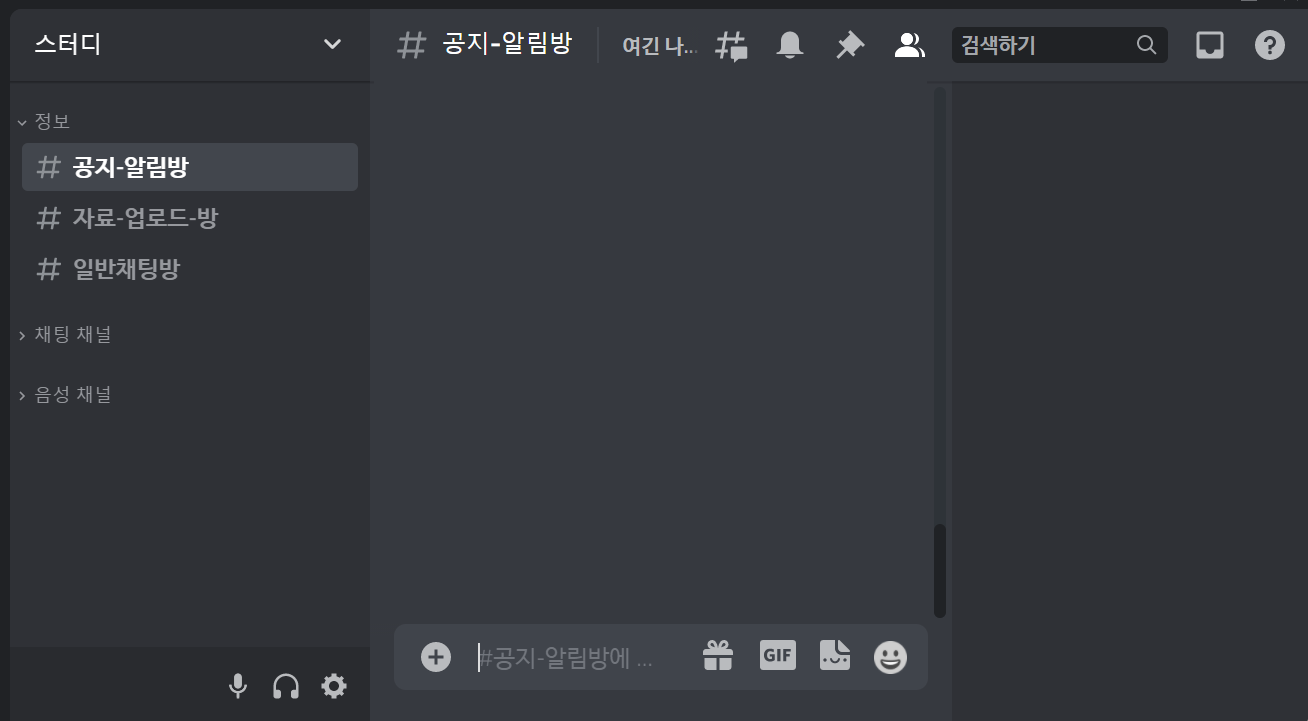 스터디
정보
공지-알림방
자료-업로드-방
일반채팅방
채팅 채널
음성 채널
공지-알림방
여긴 나...
검색하기
#공지-알림방에 ...
GIF